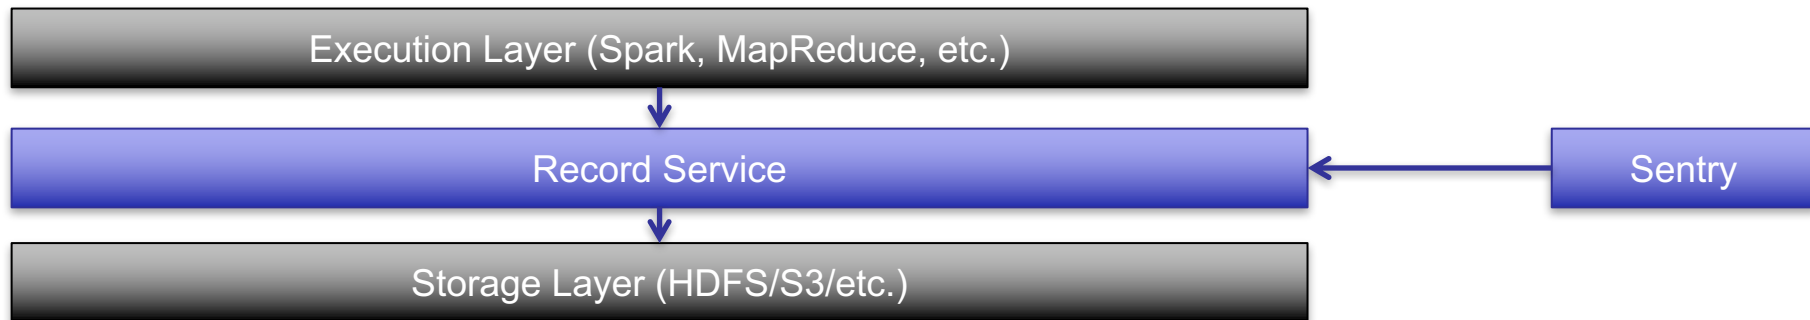 Execution Layer (Spark, MapReduce, etc.)
Record Service
Sentry
Storage Layer (HDFS/S3/etc.)